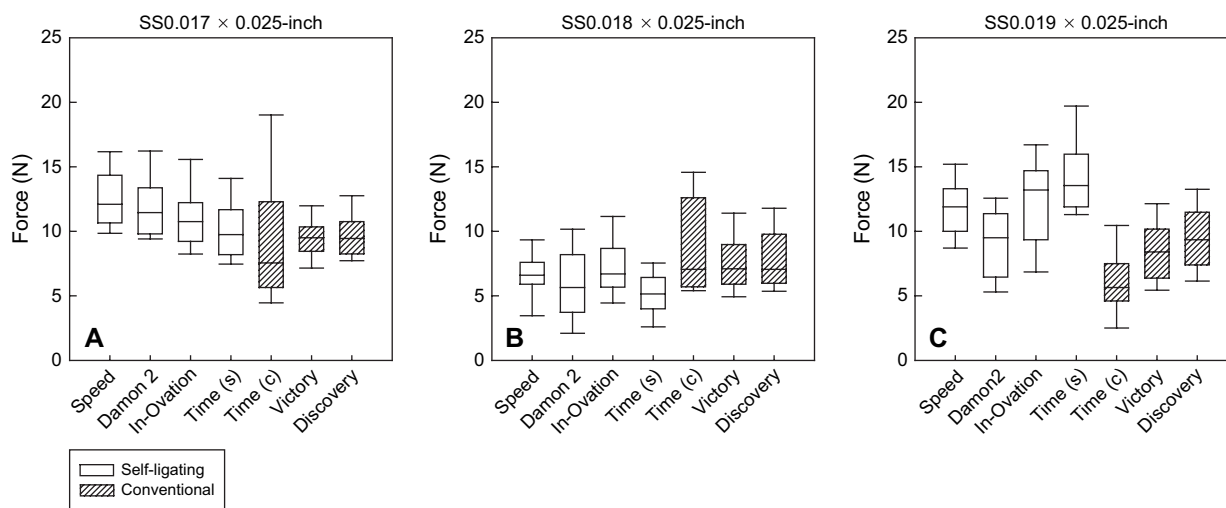 SS0.017 × 0.025-inch
Force (N)
25
20
15
10
5
0
A
Speed
Damon 2
In-Ovation
Time (s)
Time (c)
Victory
Discovery
SS0.018 × 0.025-inch
Force (N)
25
20
15
10
5
0
B
Speed
Damon 2
In-Ovation
Time (s)
Time (c)
Victory
Discovery
SS0.019 × 0.025-inch
Force (N)
25
20
15
10
5
0
C
Speed
Damon2
In-Ovation
Time (s)
Time (c)
Victory
Discovery
Self-ligating
Conventional